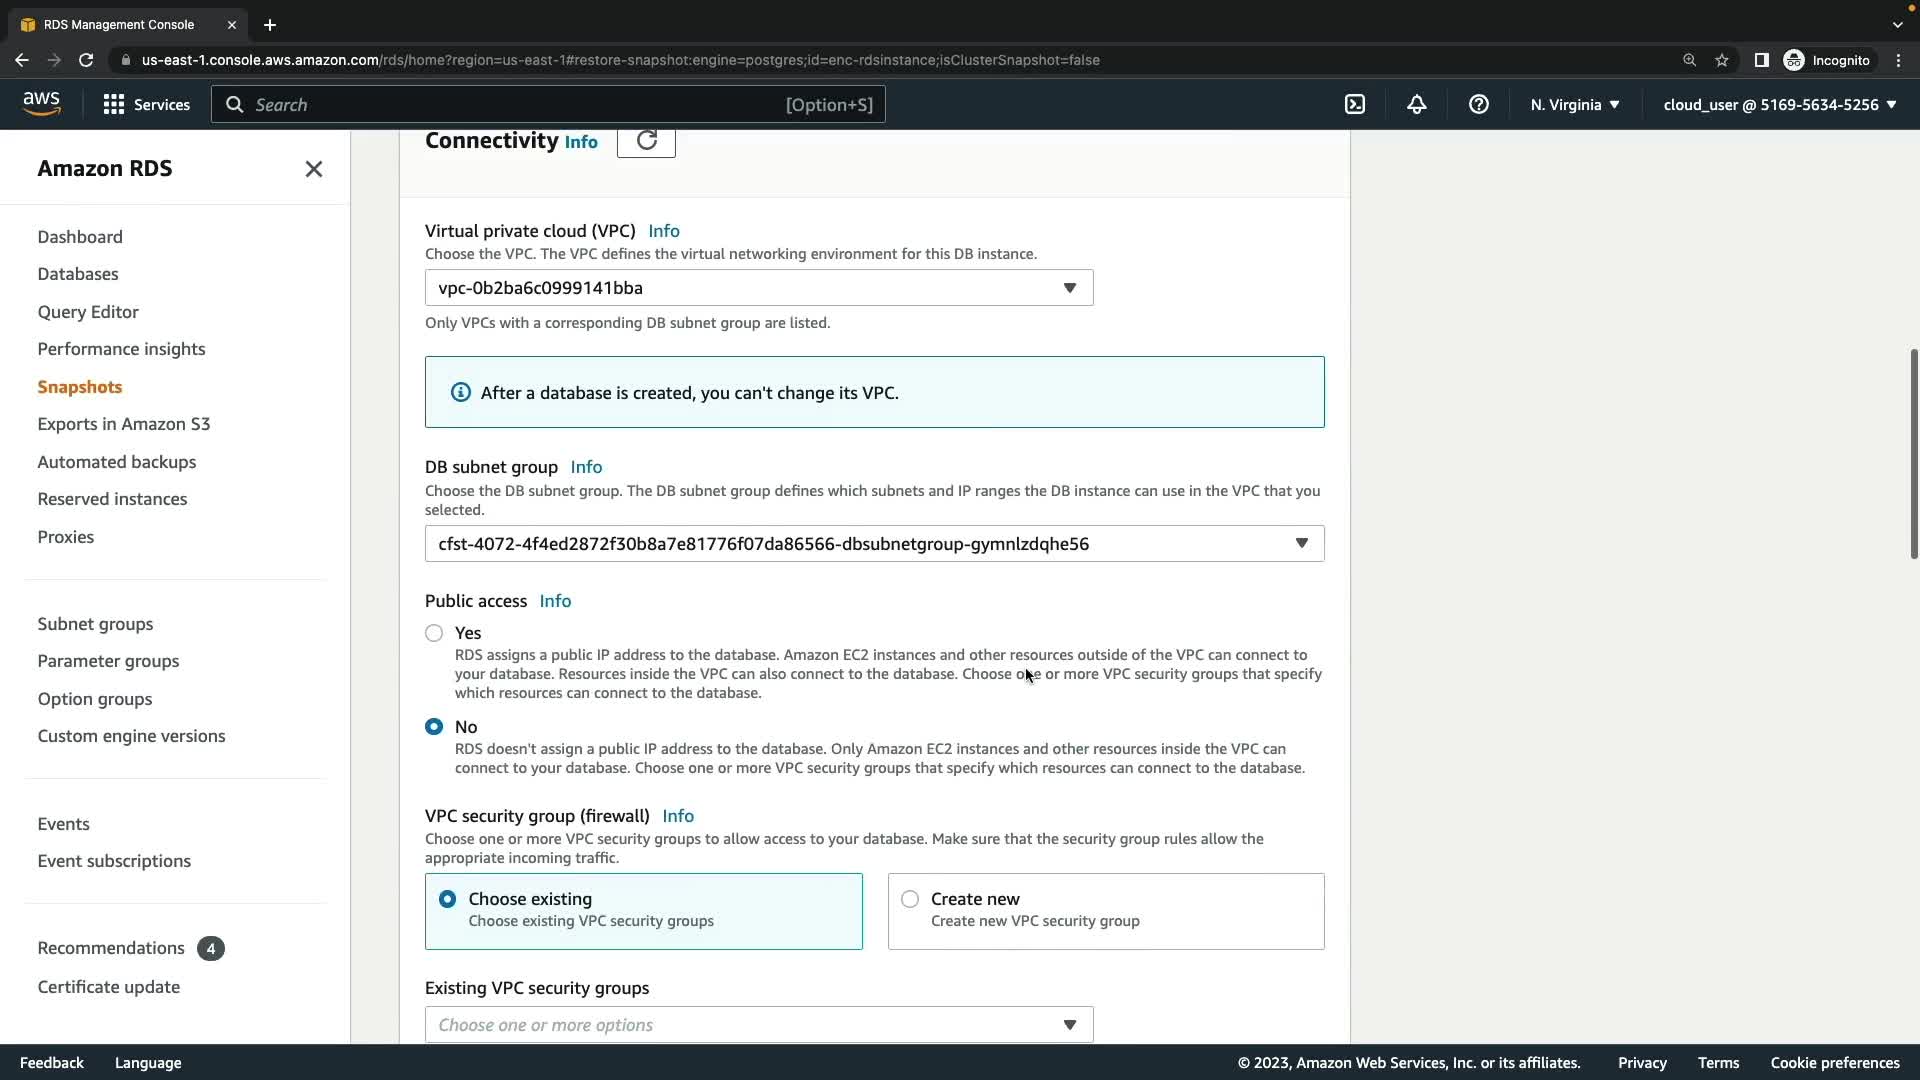 RDS Management Console
us-east-1.console.aws.amazon.com/rds/home?region=us-east-1#restore-snapshot:engine=postgres;id=enc-rdsinstance;isClusterSnapshot=false
Incognito
aws
Services
Search
[Option+S]
N. Virginia
cloud_user @ 5169-5634-5256
Amazon RDS
Dashboard
Databases
Query Editor
Performance insights
Snapshots
Exports in Amazon S3
Automated backups
Reserved instances
Proxies
Subnet groups
Parameter groups
Option groups
Custom engine versions
Events
Event subscriptions
Recommendations 4
Certificate update
Connectivity Info
Virtual private cloud (VPC) Info
Choose the VPC. The VPC defines the virtual networking environment for this DB instance.
vpc-0b2ba6c0999141bba
Only VPCs with a corresponding DB subnet group are listed.
After a database is created, you can't change its VPC.
DB subnet group Info
Choose the DB subnet group. The DB subnet group defines which subnets and IP ranges the DB instance can use in the VPC that you
selected.
cfst-4072-4f4ed2872f30b8a7e81776f07da86566-dbsubnetgroup-gymnlzdqhe56
Public access Info
Yes
RDS assigns a public IP address to the database. Amazon EC2 instances and other resources outside of the VPC can connect to
your database. Resources inside the VPC can also connect to the database. Choose one or more VPC security groups that specify
which resources can connect to the database.
No
RDS doesn't assign a public IP address to the database. Only Amazon EC2 instances and other resources inside the VPC can
connect to your database. Choose one or more VPC security groups that specify which resources can connect to the database.
VPC security group (firewall) Info
Choose one or more VPC security groups to allow access to your database. Make sure that the security group rules allow the
appropriate incoming traffic.
Choose existing
Choose existing VPC security groups
Create new
Create new VPC security group
Existing VPC security groups
Choose one or more options
Feedback
Language
© 2023, Amazon Web Services, Inc. or its affiliates.
Privacy
Terms
Cookie preferences